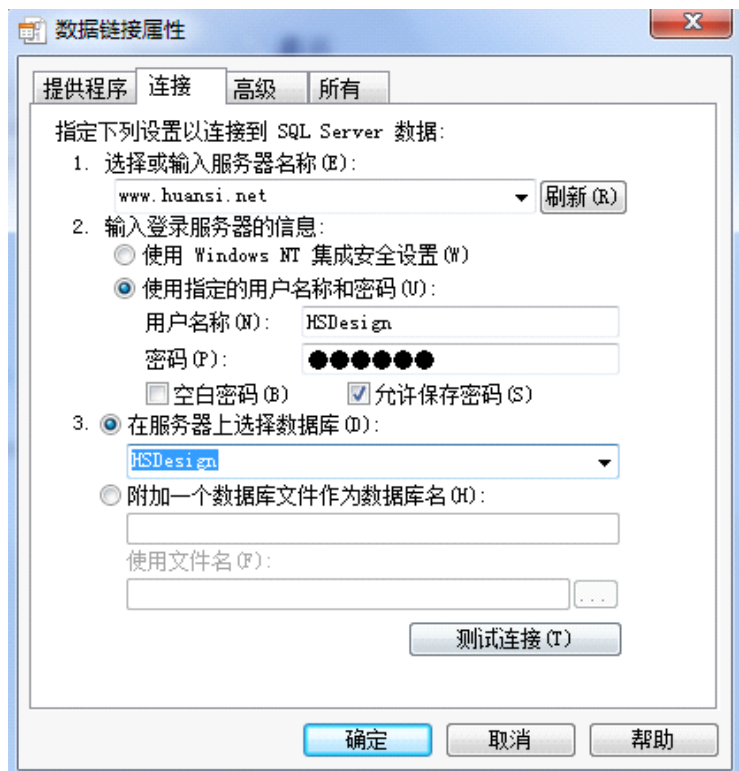 数据链接属性
提供程序 连接 高级 所有
指定下列设置以连接到 SQL Server 数据:
1. 选择或输入服务器名称(E):
www.huansi.net 刷新(R)
2. 输入登录服务器的信息:
使用 Windows NT 集成安全设置(W)
使用指定的用户名称和密码(U):
用户名称(N): HSDesign
密码(P): ●●●●●●
空白密码(B) 允许保存密码(S)
3. 在服务器上选择数据库(D):
HSDesign
附加一个数据库文件作为数据库名(H):
使用文件名(F):
...
测试连接(T)
确定 取消 帮助